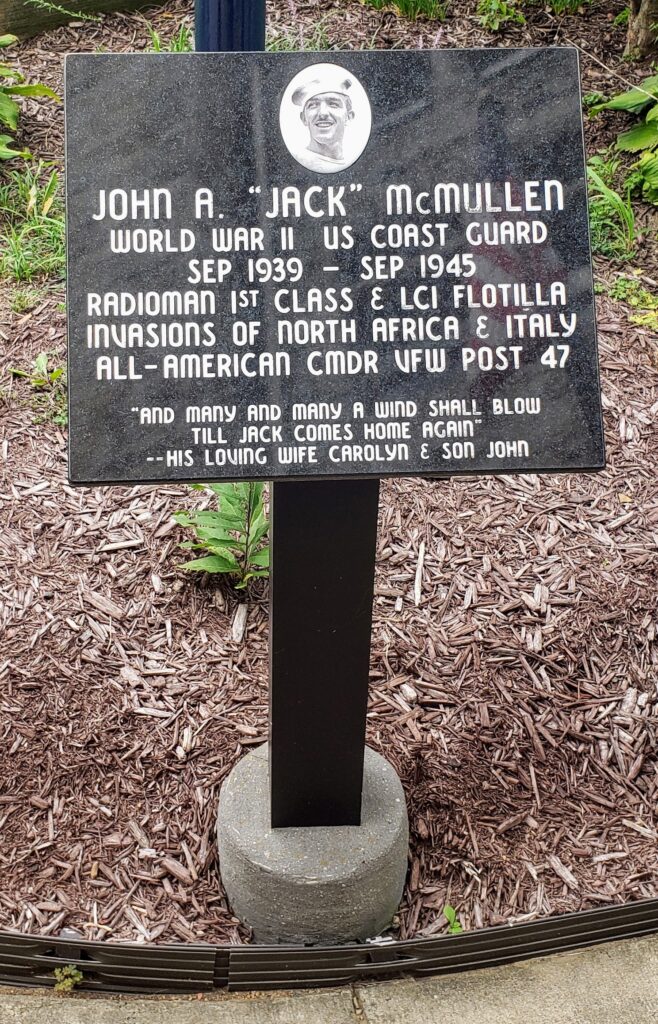 JOHN A. "JACK" McMULLEN
WORLD WAR II US COAST GUARD
SEP 1939 – SEP 1945
RADIOMAN 1ST CLASS & LCI FLOTILLA
INVASIONS OF NORTH AFRICA & ITALY
ALL-AMERICAN CMDR VFW POST 47
"AND MANY AND MANY A WIND SHALL BLOW
TILL JACK COMES HOME AGAIN"
--HIS LOVING WIFE CAROLYN & SON JOHN